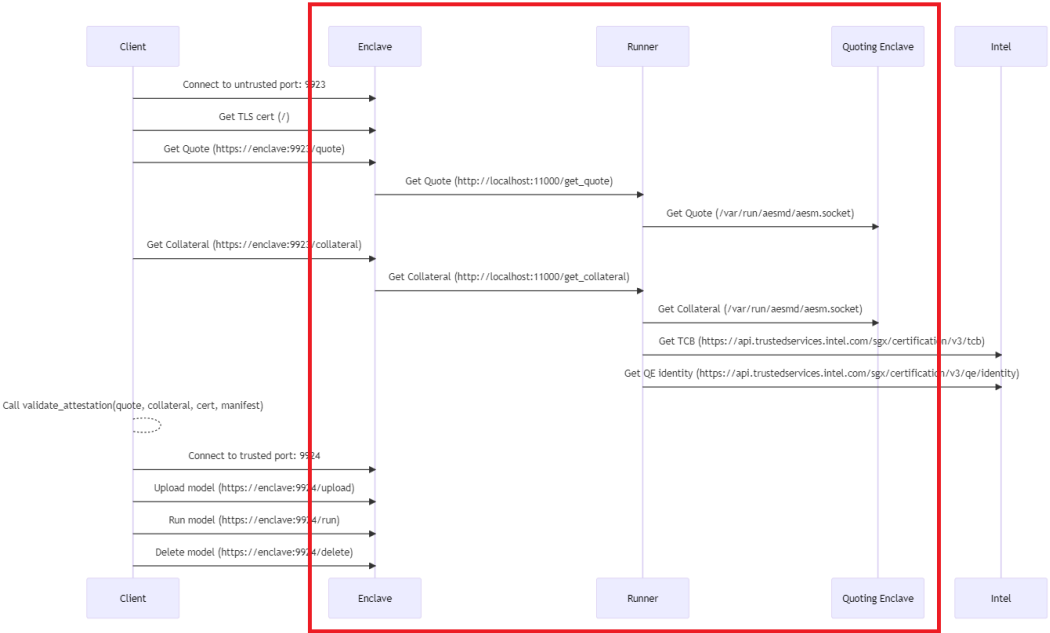 Client
Enclave
Runner
Quoting Enclave
Intel
Connect to untrusted port: 9923
Get TLS cert (/)
Get Quote (https://enclave:9923/quote)
Get Quote (http://localhost:11000/get_quote)
Get Quote (/var/run/aesmd/aesm.socket)
Get Collateral (https://enclave:9923/collateral)
Get Collateral (http://localhost:11000/get_collateral)
Get Collateral (/var/run/aesmd/aesm.socket)
Get TCB (https://api.trustedservices.intel.com/sgx/certification/v3/tcb)
Get QE identity (https://api.trustedservices.intel.com/sgx/certification/v3/qe/identity)
Call validate_attestation(quote, collateral, cert, manifest)
Connect to trusted port: 9924
Upload model (https://enclave:9924/upload)
Run model (https://enclave:9924/run)
Delete model (https://enclave:9924/delete)
Client
Enclave
Runner
Quoting Enclave
Intel